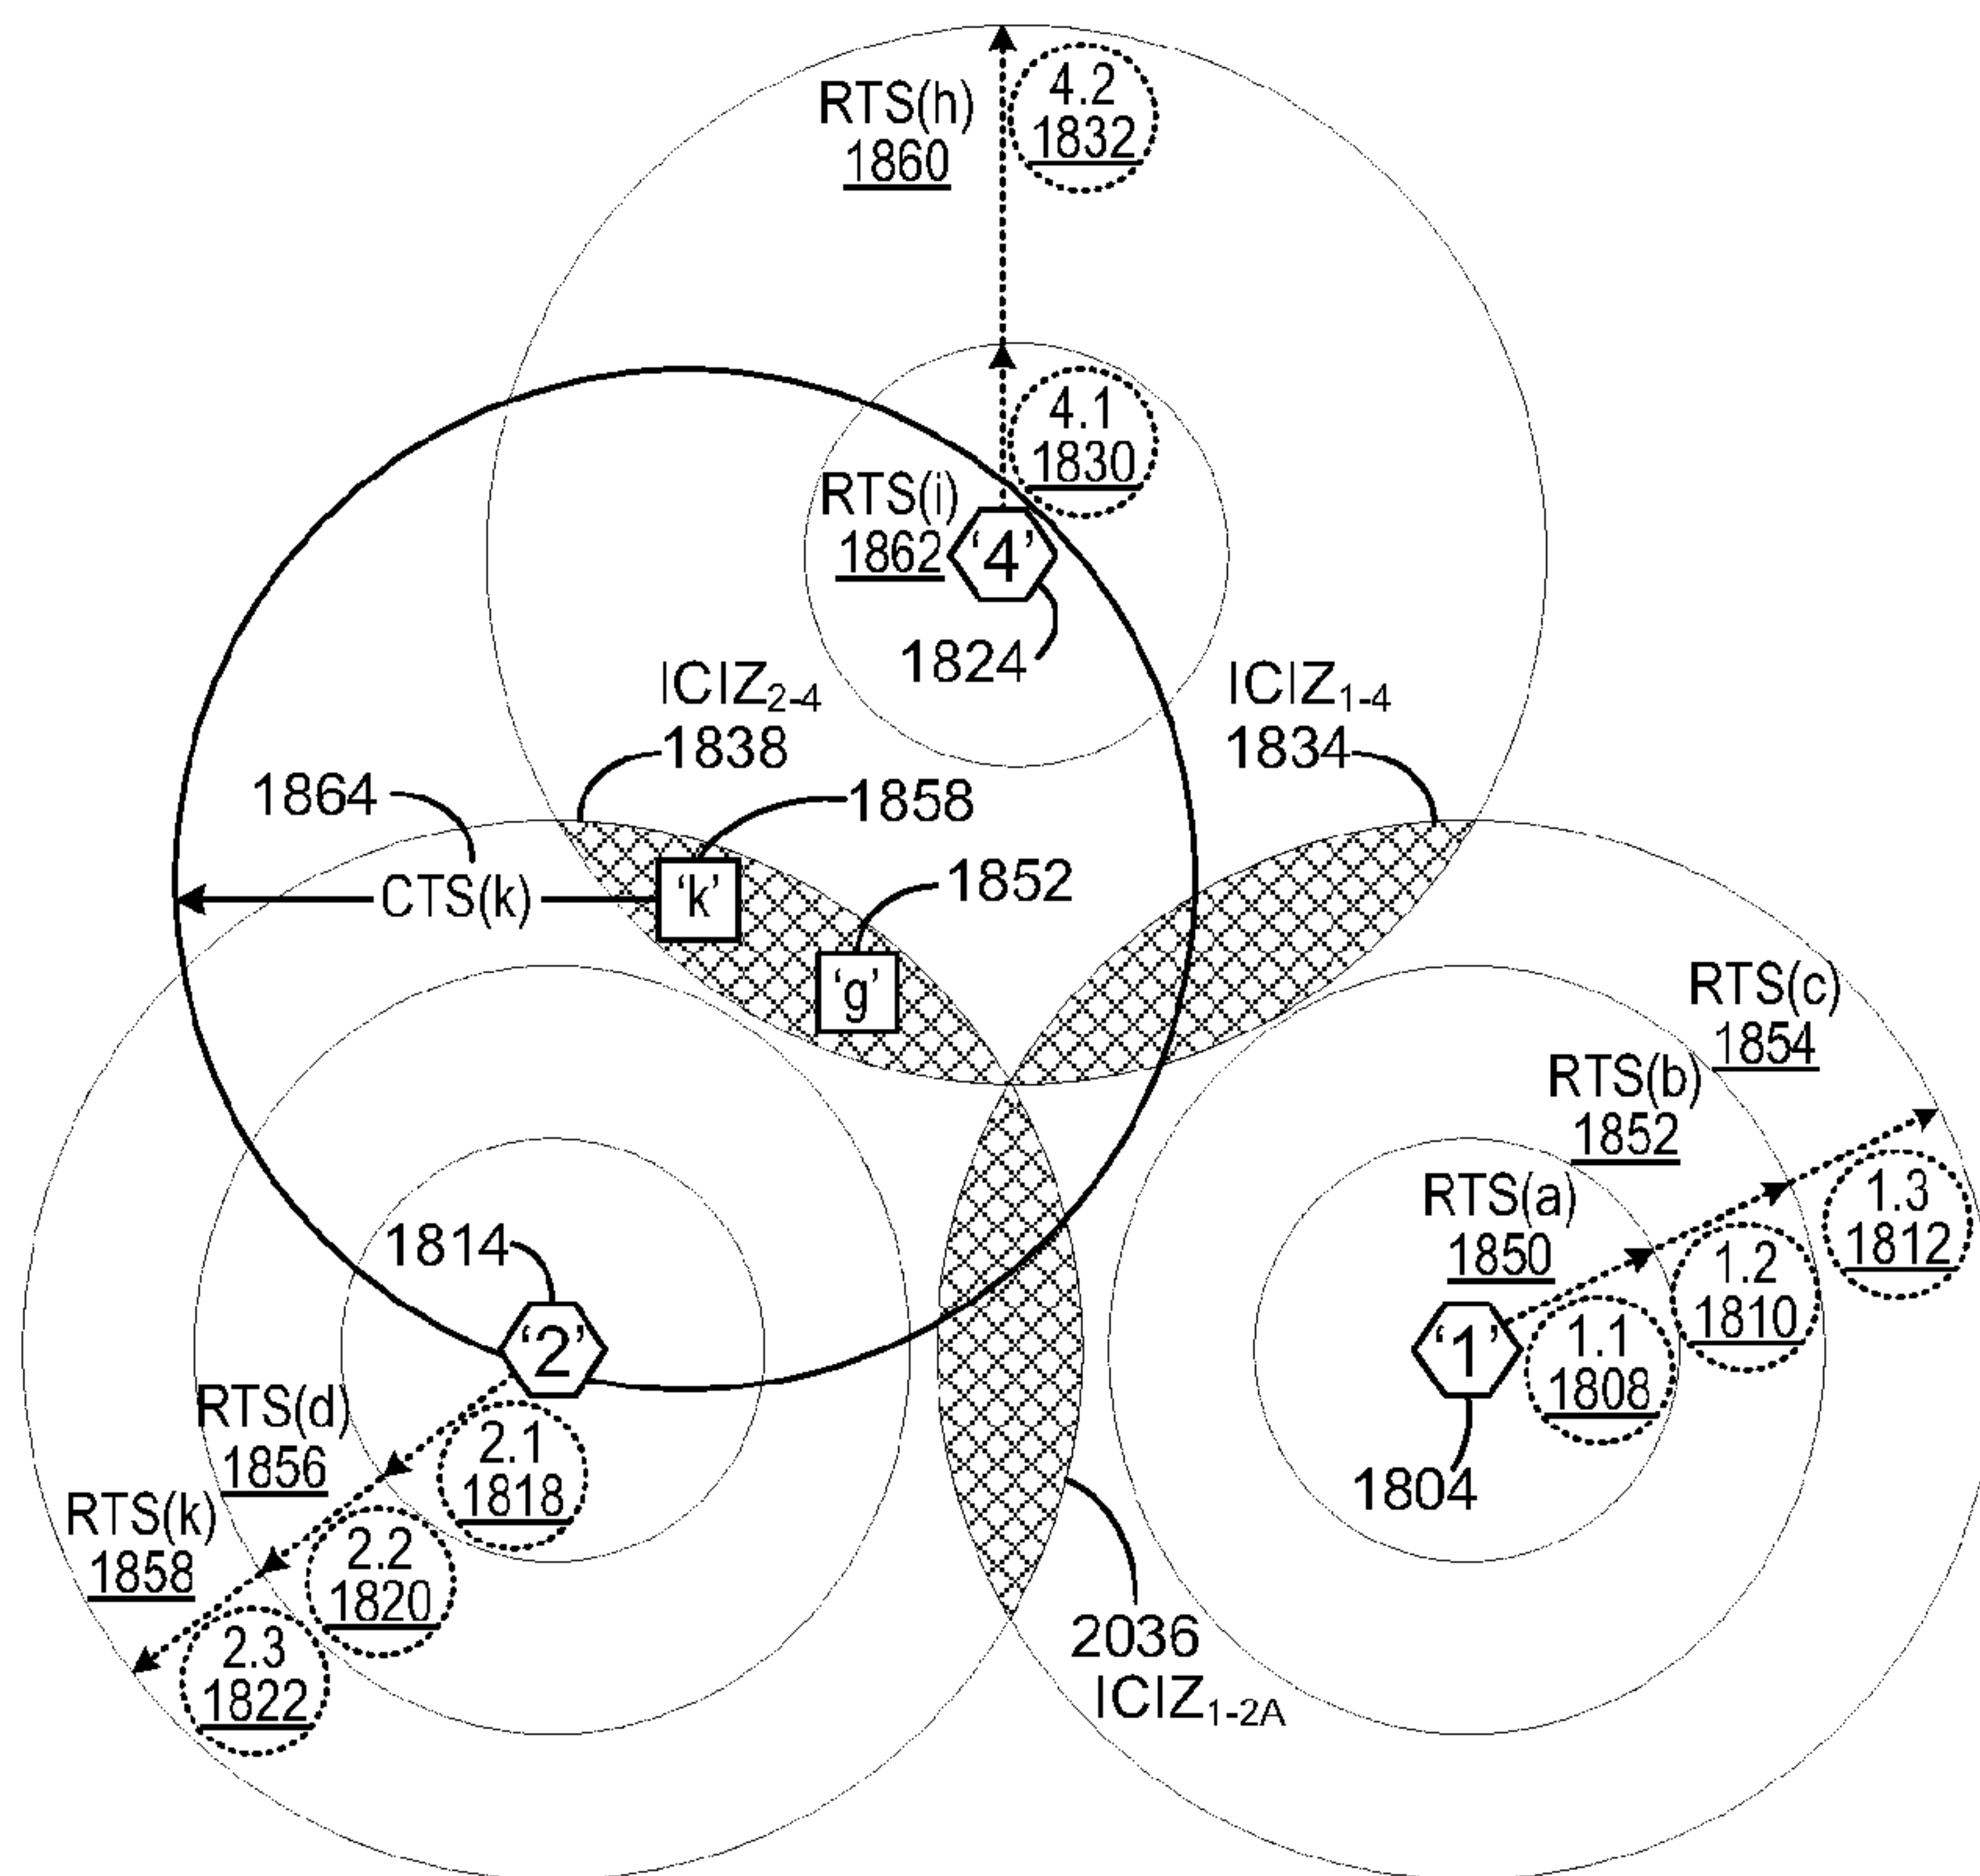 RTS(h)
1860
4.2
1832
4.1
1830
RTS(i)
1862
‘4’
1824
ICIZ2-4
1838
ICIZ1-4
1834
1864
1858
CTS(k)
‘k’
1852
‘g’
RTS(c)
1854
RTS(b)
1852
RTS(a)
1850
1.3
1812
1.2
1810
1.1
1808
‘1’
1804
1814
‘2’
RTS(d)
1856
2.1
1818
RTS(k)
1858
2.2
1820
2.3
1822
2036
ICIZ1-2A